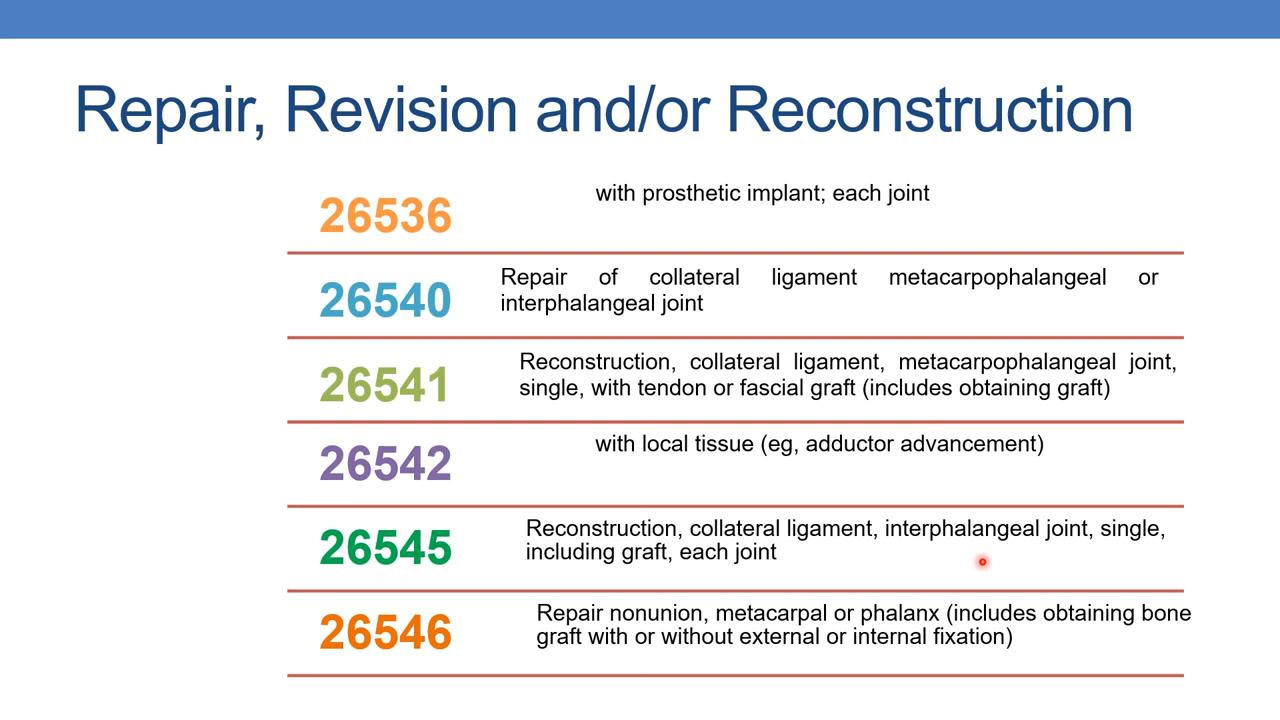 Repair, Revision and/or Reconstruction
26536
with prosthetic implant; each joint
26540
Repair of collateral ligament metacarpophalangeal or
interphalangeal joint
26541
Reconstruction, collateral ligament, metacarpophalangeal joint,
single, with tendon or fascial graft (includes obtaining graft)
26542
with local tissue (eg, adductor advancement)
26545
Reconstruction, collateral ligament, interphalangeal joint, single,
including graft, each joint
26546
Repair nonunion, metacarpal or phalanx (includes obtaining bone
graft with or without external or internal fixation)